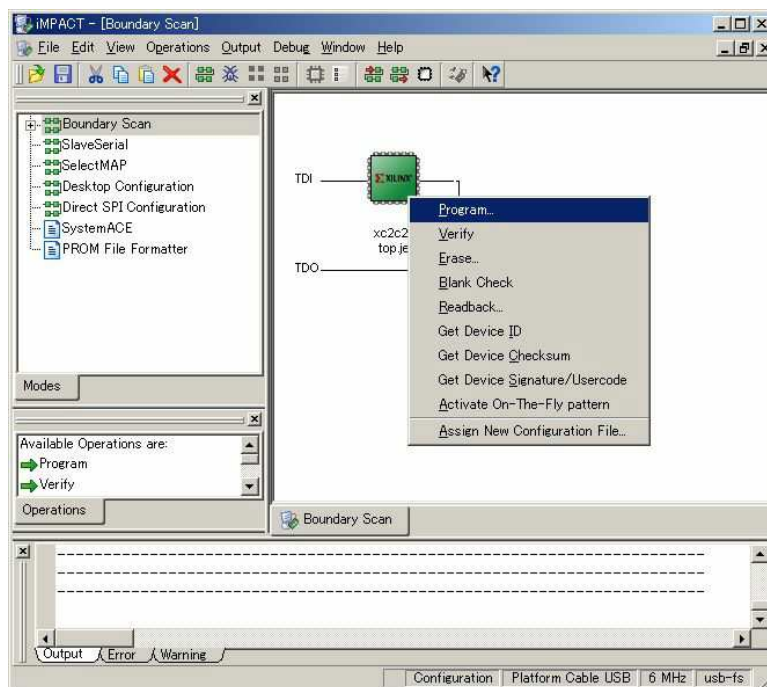 iMPACT - [Boundary Scan]
File Edit View Operations Output Debug Window Help
Boundary Scan
SlaveSerial
SelectMAP
Desktop Configuration
Direct SPI Configuration
SystemACE
PROM File Formatter
Modes
Available Operations are:
Program
Verify
Operations
TDI
XILINX
xc2c2
top.je
TDO
Program...
Verify
Erase...
Blank Check
Readback...
Get Device ID
Get Device Checksum
Get Device Signature/Usercode
Activate On-The-Fly pattern
Assign New Configuration File...
Boundary Scan
Output Error Warning
Configuration Platform Cable USB 6 MHz usb-fs